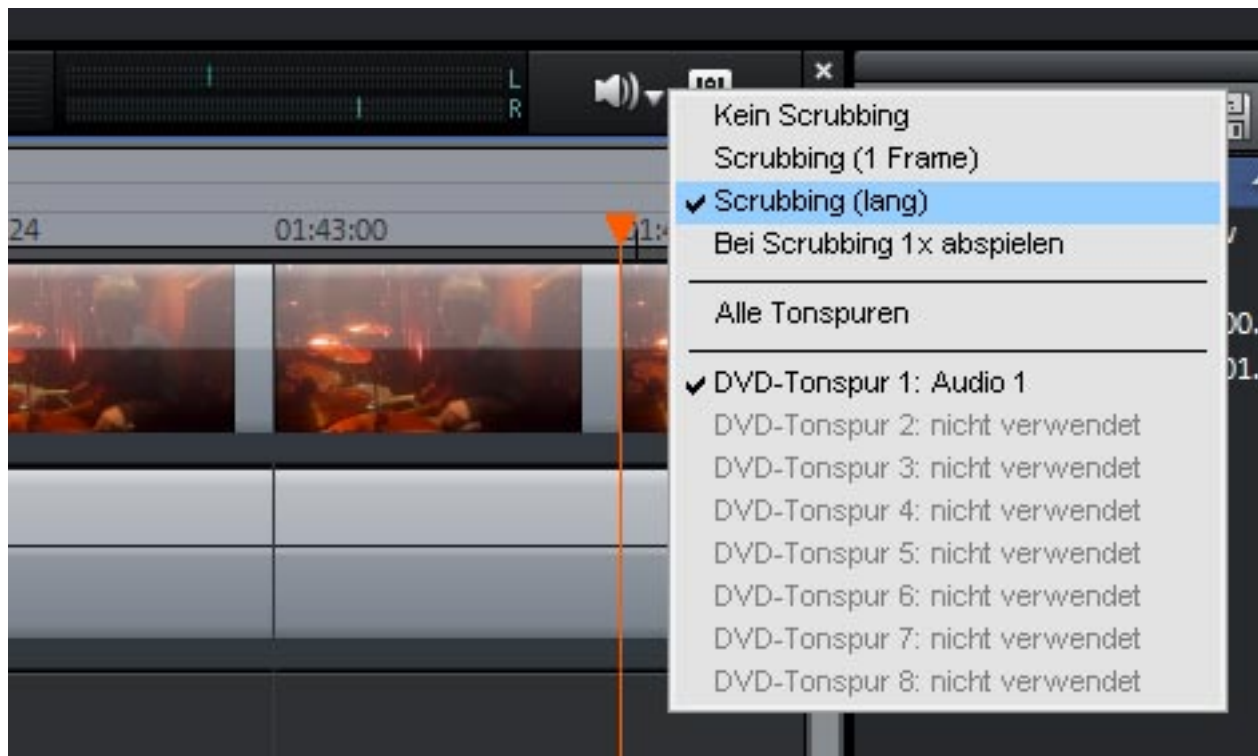 L
R
24
01:43:00
Kein Scrubbing
Scrubbing (1 Frame)
Scrubbing (lang)
Bei Scrubbing 1x abspielen
Alle Tonspuren
DVD-Tonspur 1: Audio 1
DVD-Tonspur 2: nicht verwendet
DVD-Tonspur 3: nicht verwendet
DVD-Tonspur 4: nicht verwendet
DVD-Tonspur 5: nicht verwendet
DVD-Tonspur 6: nicht verwendet
DVD-Tonspur 7: nicht verwendet
DVD-Tonspur 8: nicht verwendet